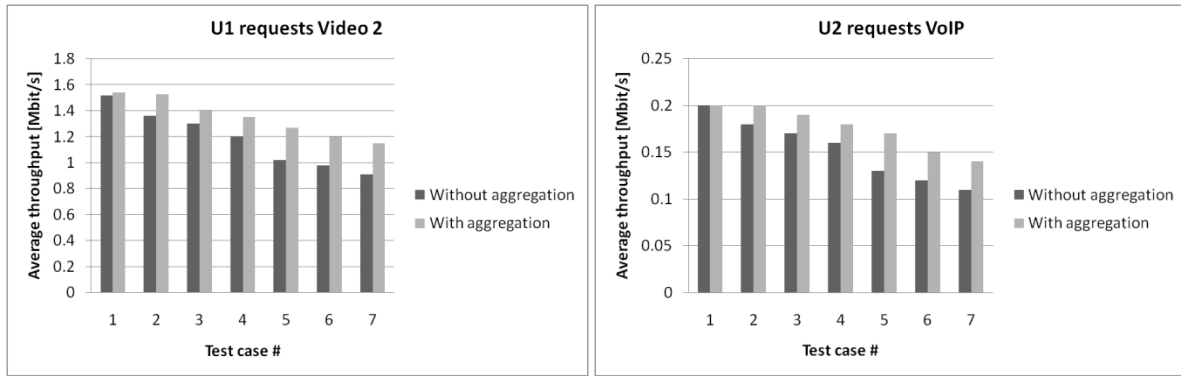 U1 requests Video 2
Average throughput [Mbit/s]
1.8
1.6
1.4
1.2
1
0.8
0.6
0.4
0.2
0
1 2 3 4 5 6 7
Test case #
Without aggregation
With aggregation
U2 requests VoIP
Average throughput [Mbit/s]
0.25
0.2
0.15
0.1
0.05
0
1 2 3 4 5 6 7
Test case #
Without aggregation
With aggregation